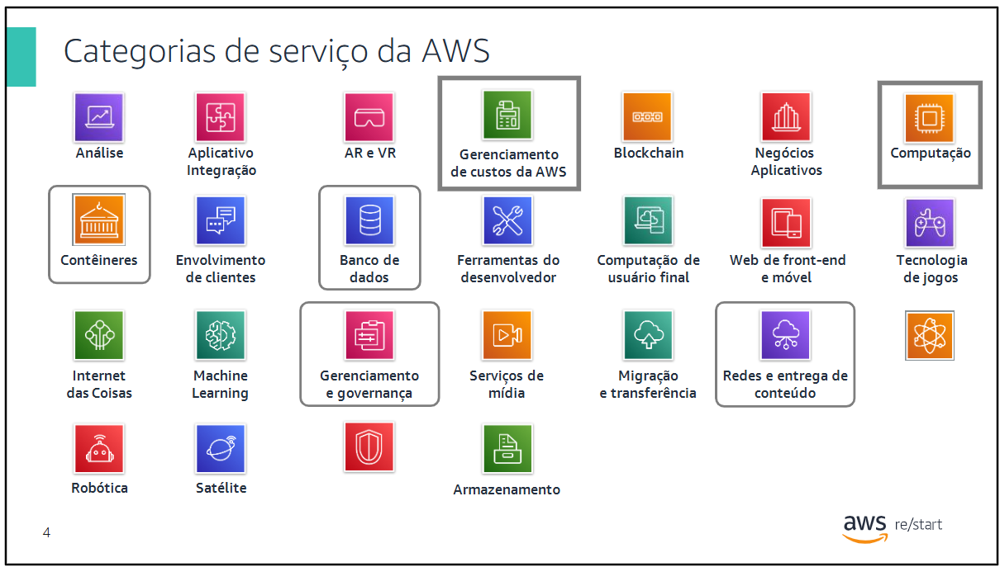 Categorias de serviço da AWS
Análise
Aplicativo
Integração
AR e VR
Gerenciamento
de custos da AWS
Blockchain
Negócios
Aplicativos
Computação
Contêineres
Envolvimento
de clientes
Banco de
dados
Ferramentas do
desenvolvedor
Computação de
usuário final
Web de front-end
e móvel
Tecnologia
de jogos
Internet
das Coisas
Machine
Learning
Gerenciamento
e governança
Serviços de
mídia
Migração
e transferência
Redes e entrega de
conteúdo
Robótica
Satélite
Armazenamento
4
aws re/start